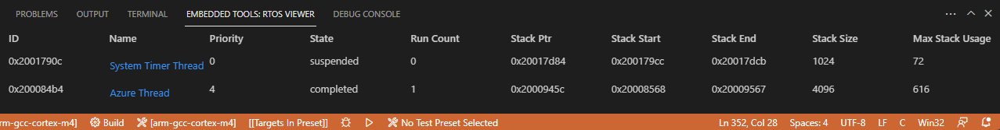 PROBLEMS OUTPUT TERMINAL EMBEDDED TOOLS: RTOS VIEWER DEBUG CONSOLE
ID Name Priority State Run Count Stack Ptr Stack Start Stack End Stack Size Max Stack Usage
0x2001790c System Timer Thread 0 suspended 0 0x20017d84 0x200179cc 0x20017dcb 1024 72
0x200084b4 Azure Thread 4 completed 1 0x2000945c 0x20008568 0x20009567 4096 616
rm-gcc-cortex-m4] Build [arm-gcc-cortex-m4] [[Targets In Preset]] No Test Preset Selected Ln 352, Col 28 Spaces: 4 UTF-8 LF C Win32